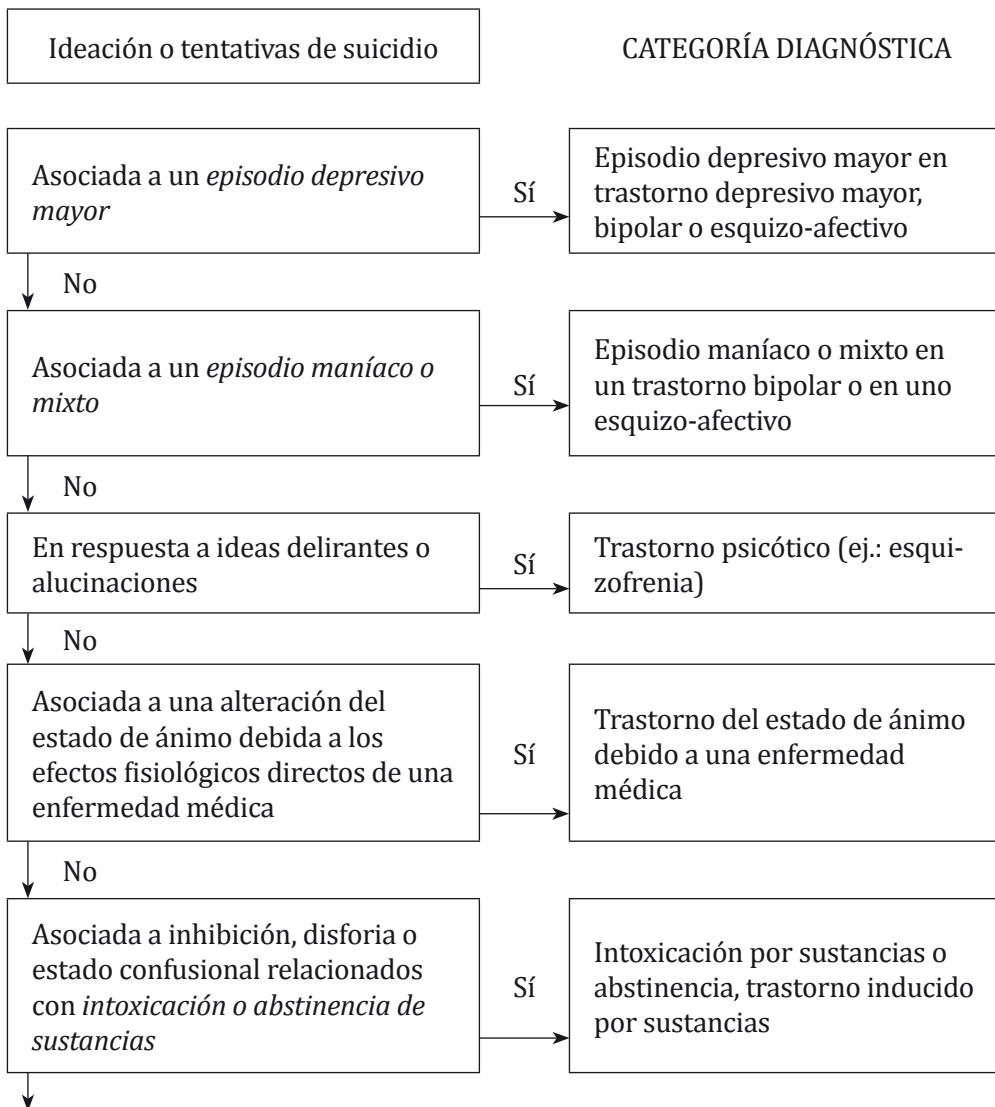 Ideación o tentativas de suicidio
CATEGORÍA DIAGNÓSTICA
Asociada a un episodio depresivo
mayor
Sí
Episodio depresivo mayor en
trastorno depresivo mayor,
bipolar o esquizo-afectivo
No
Asociada a un episodio maníaco o
mixto
Sí
Episodio maníaco o mixto en
un trastorno bipolar o en uno
esquizo-afectivo
No
En respuesta a ideas delirantes o
alucinaciones
Sí
Trastorno psicótico (ej.: esqui-
zofrenia)
No
Asociada a una alteración del
estado de ánimo debida a los
efectos fisiológicos directos de una
enfermedad médica
Sí
Trastorno del estado de ánimo
debido a una enfermedad
médica
No
Asociada a inhibición, disforia o
estado confusional relacionados
con intoxicación o abstinencia de
sustancias
Sí
Intoxicación por sustancias o
abstinencia, trastorno inducido
por sustancias